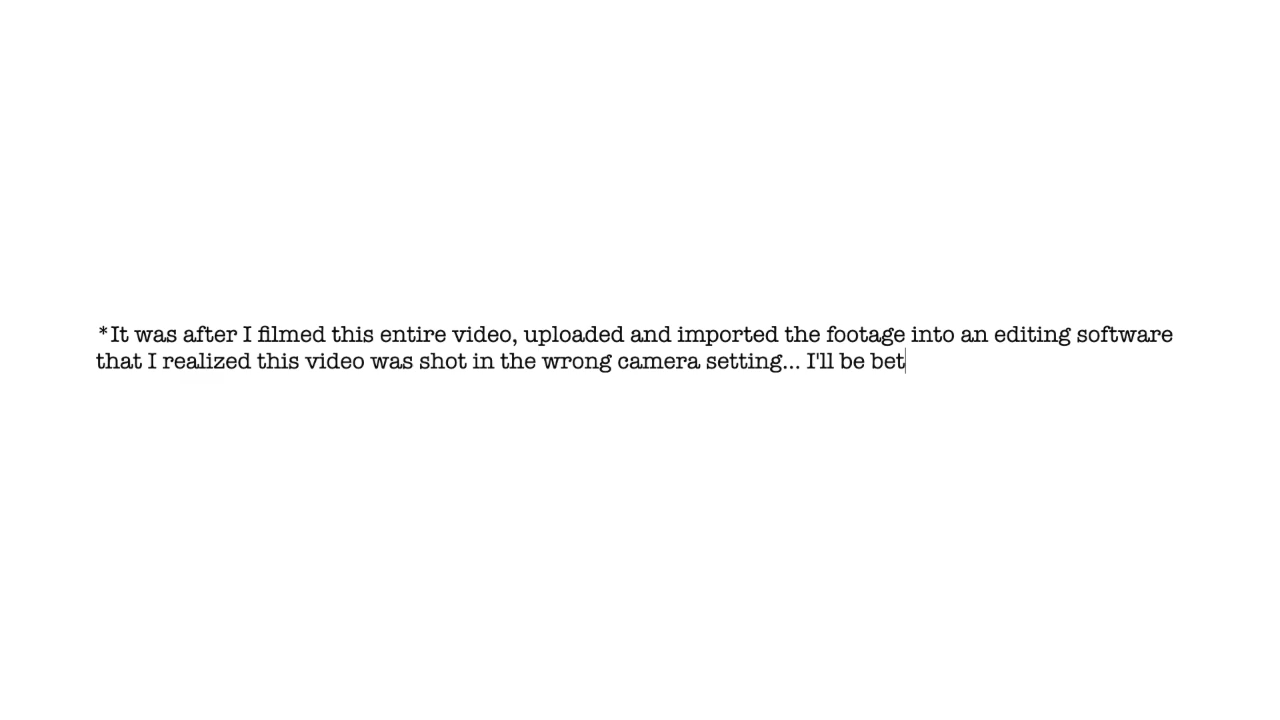 *It was after I filmed this entire video, uploaded and imported the footage into an editing software
that I realized this video was shot in the wrong camera setting... I'll be bet